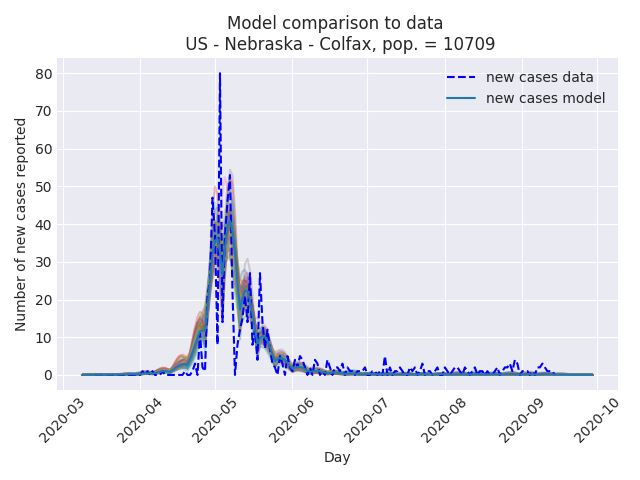 Model comparison to data
US - Nebraska - Colfax, pop. = 10709
new cases data
new cases model
Number of new cases reported
80
70
60
50
40
30
20
10
0
2020-03
2020-04
2020-05
2020-06
2020-07
2020-08
2020-09
2020-10
Day